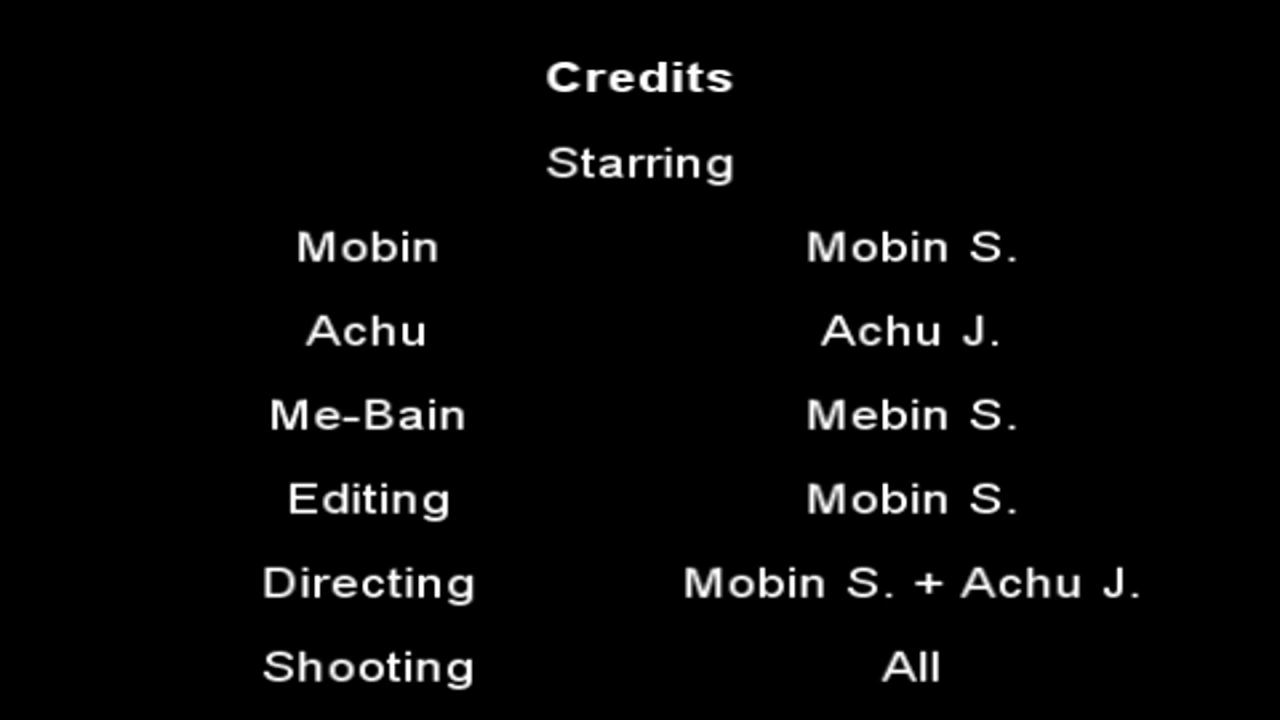 Credits
Starring
Mobin Mobin S.
Achu Achu J.
Me-Bain Mebin S.
Editing Mobin S.
Directing Mobin S. + Achu J.
Shooting All